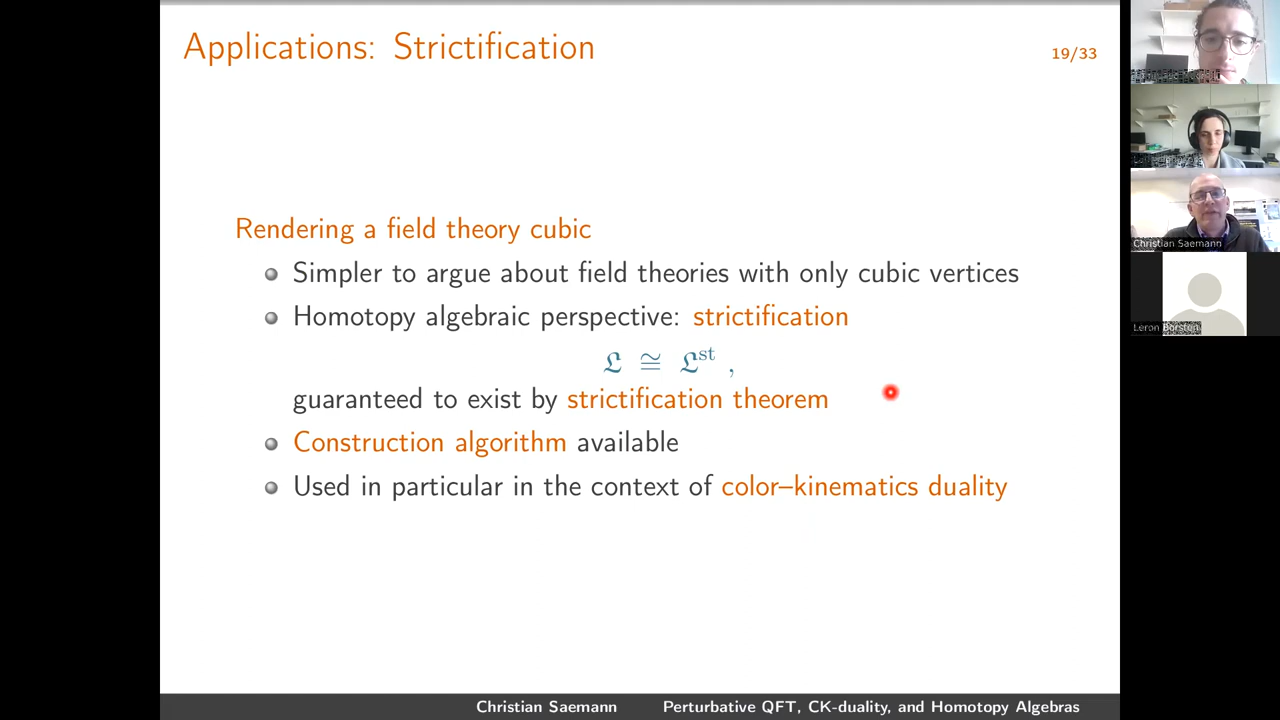 Applications: Strictification
19/33
Rendering a field theory cubic
Simpler to argue about field theories with only cubic vertices
Homotopy algebraic perspective: strictification
𝔏 ≅ 𝔏^st ,
guaranteed to exist by strictification theorem
Construction algorithm available
Used in particular in the context of color–kinematics duality
Christian Saemann Perturbative QFT, CK-duality, and Homotopy Algebras
Christian Saemann
Leron Borsten